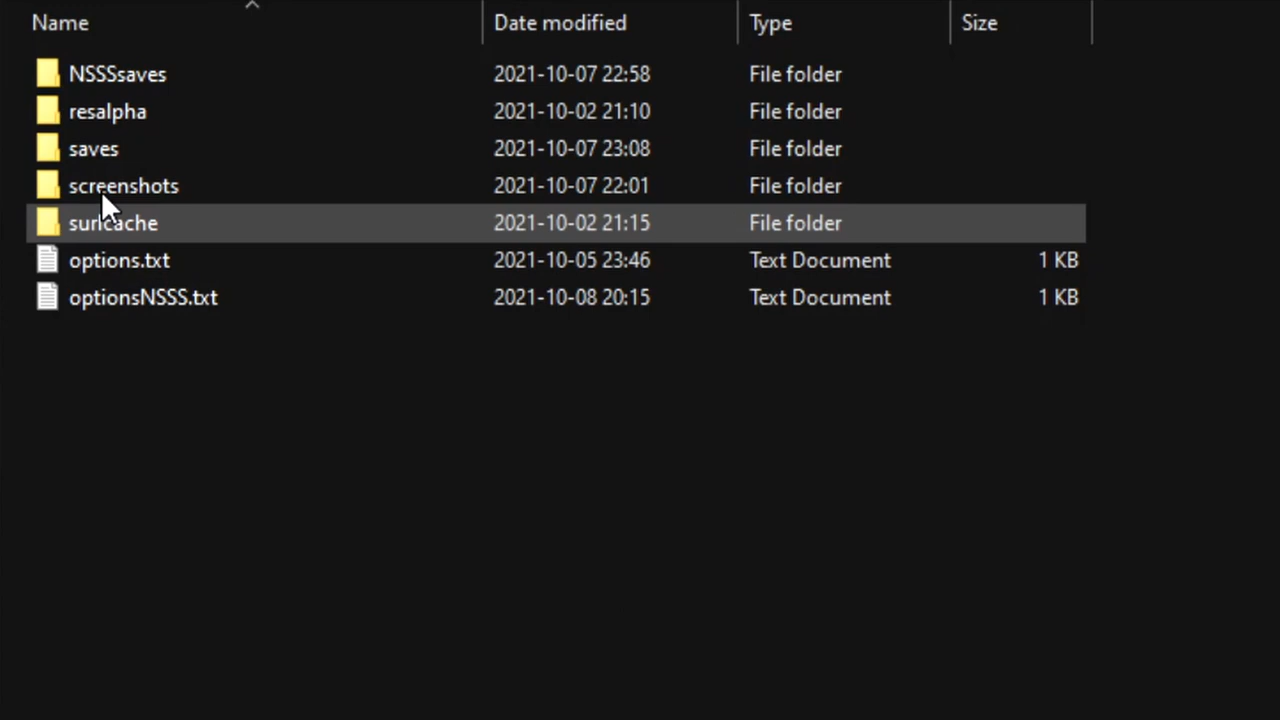 Name Date modified Type Size
NSSSsaves 2021-10-07 22:58 File folder
resalpha 2021-10-02 21:10 File folder
saves 2021-10-07 23:08 File folder
screenshots 2021-10-07 22:01 File folder
2021-10-02 21:15 File folder
options.txt 2021-10-05 23:46 Text Document 1 KB
optionsNSSS.txt 2021-10-08 20:15 Text Document 1 KB